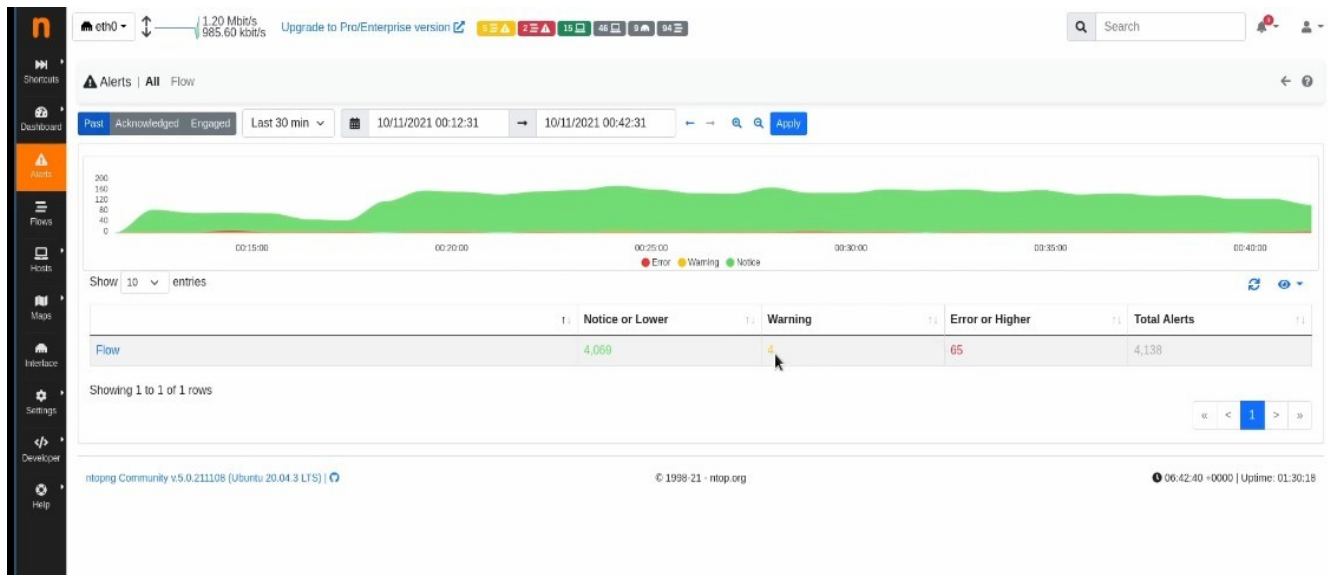 n
eth0
1.20 Mbit/s
985.60 kbit/s
Upgrade to Pro/Enterprise version
5
2
15
46
9
94
Search
Shortcuts
Dashboard
Alerts
Flows
Hosts
Maps
Interface
Settings
Developer
Help
Alerts | All Flow
Past Acknowledged Engaged Last 30 min 10/11/2021 00:12:31 → 10/11/2021 00:42:31 ← → Apply
200
160
120
80
40
0
00:15:00 00:20:00 00:25:00 00:30:00 00:35:00 00:40:00
Error Warning Notice
Show 10 entries
Notice or Lower Warning Error or Higher Total Alerts
Flow 4,069 4 65 4,138
Showing 1 to 1 of 1 rows
« < 1 > »
ntopng Community v.5.0.211108 (Ubuntu 20.04.3 LTS) |
© 1998-21 - ntop.org
06:42:40 +0000 | Uptime: 01:30:18